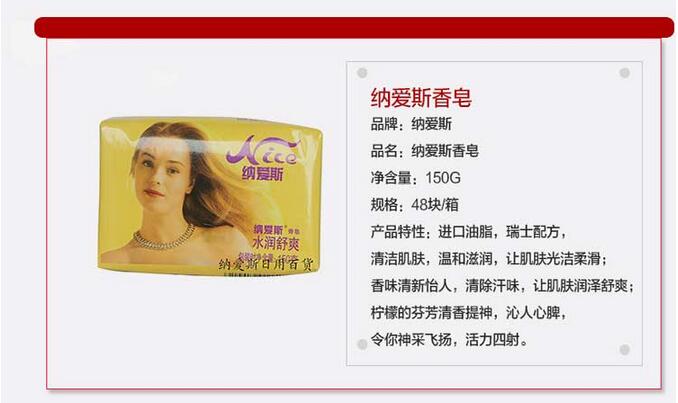 Nice
纳爱斯
纳爱斯®香皂
水润舒爽
纳爱斯日用百货
纳爱斯香皂
品牌：纳爱斯
品名：纳爱斯香皂
净含量：150G
规格：48块/箱
产品特性：进口油脂，瑞士配方，
清洁肌肤，温和滋润，让肌肤光洁柔滑；
香味清新怡人，清除汗味，让肌肤润泽舒爽；
柠檬的芬芳清香提神，沁人心脾，
令你神采飞扬，活力四射。